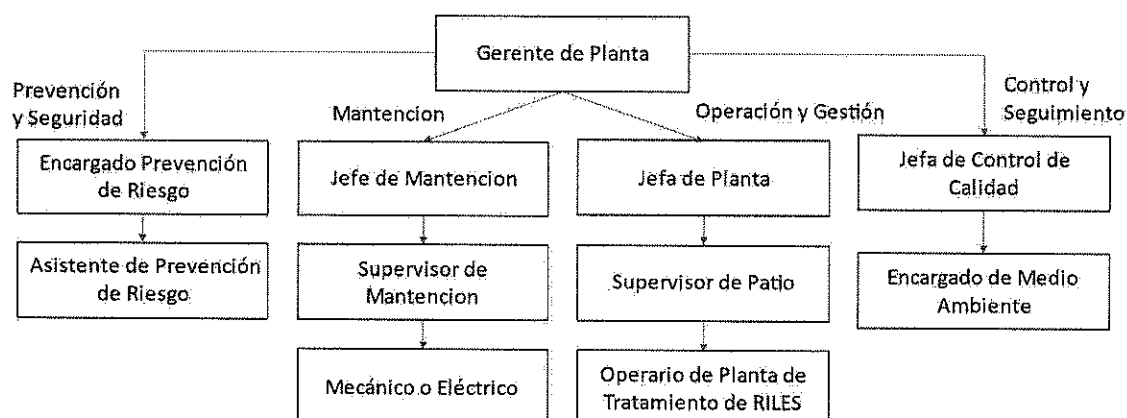 Gerente de Planta
Prevención
y Seguridad
Mantencion
Operación y Gestión
Control y
Seguimiento
Encargado Prevención
de Riesgo
Jefe de Mantencion
Jefa de Planta
Jefa de Control de
Calidad
Asistente de Prevención
de Riesgo
Supervisor de
Mantencion
Supervisor de Patio
Encargado de Medio
Ambiente
Mecánico o Eléctrico
Operario de Planta de
Tratamiento de RILES